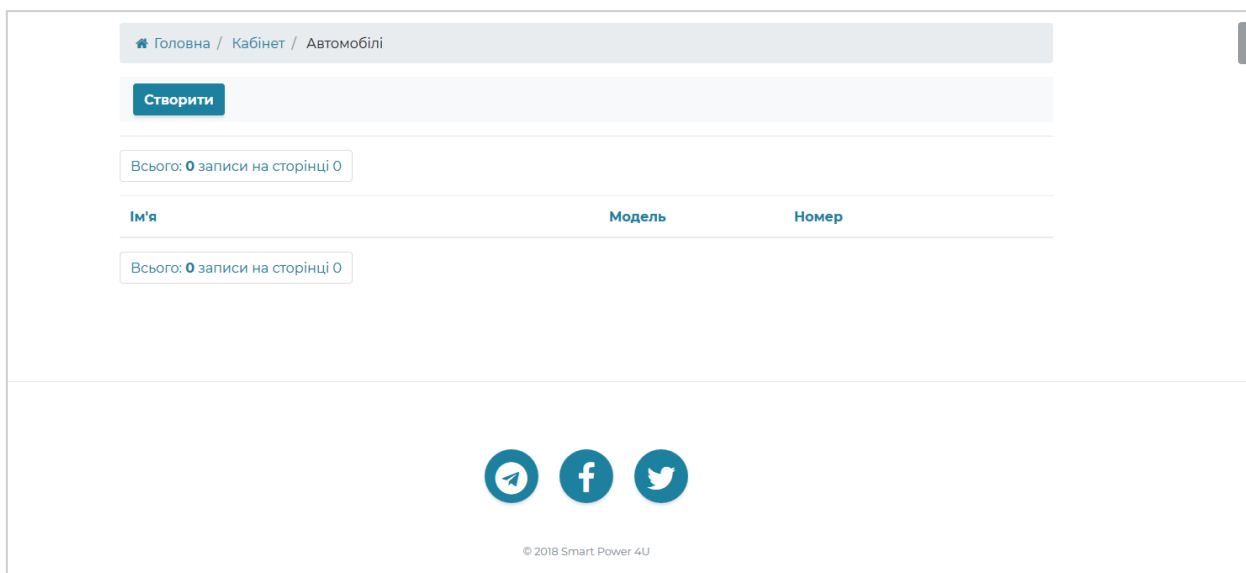 Головна / Кабінет / Автомобілі
Створити
Всього: 0 записи на сторінці 0
Ім'я Модель Номер
Всього: 0 записи на сторінці 0
© 2018 Smart Power 4U